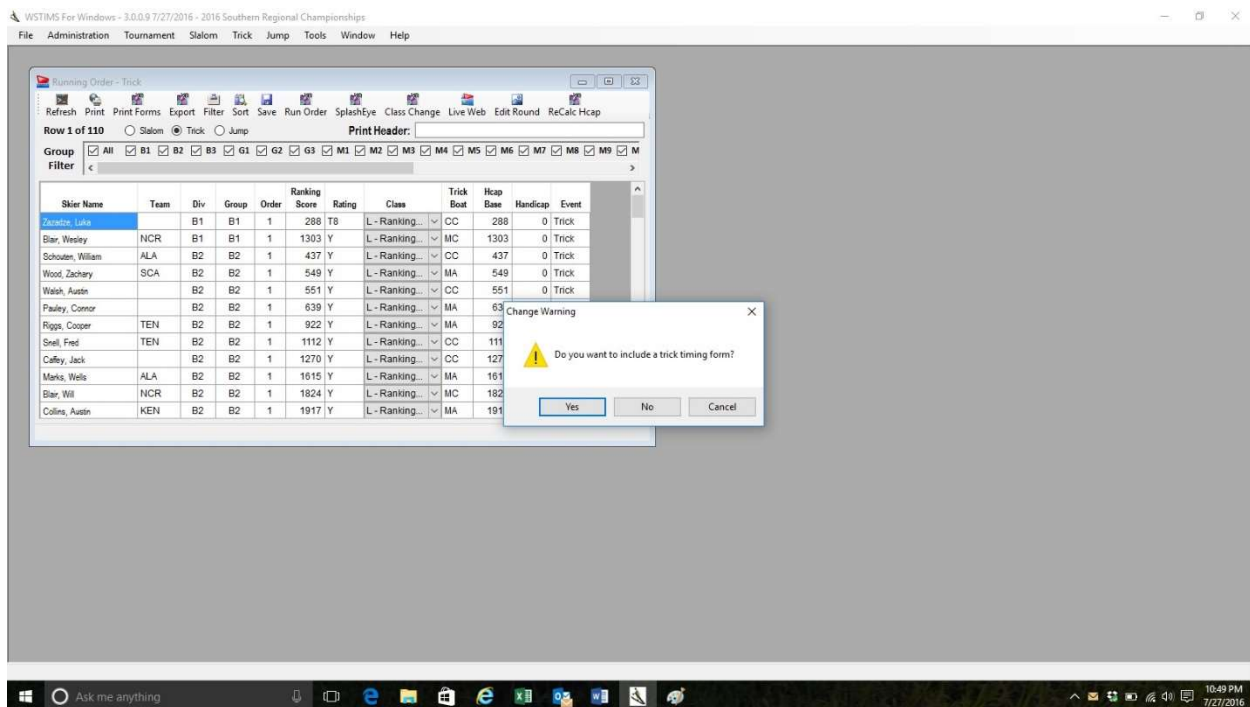 WSTIMS For Windows - 3.0.0.9 7/27/2016 - 2016 Southern Regional Championships
File Administration Tournament Slalom Trick Jump Tools Window Help
Running Order - Trick
Refresh Print Print Forms Export Filter Sort Save Run Order SplashEye Class Change Live Web Edit Round ReCalc Hcap
Row 1 of 110 Slalom Trick Jump Print Header:
Group Filter All B1 B2 B3 G1 G2 G3 M1 M2 M3 M4 M5 M6 M7 M8 M9 M
Skier Name Team Div Group Order Ranking Score Rating Class Trick Boat Hcap Base Handicap Event
Zazadze, Luka B1 B1 1 288 T8 L - Ranking... CC 288 0 Trick
Blair, Wesley NCR B1 B1 1 1303 Y L - Ranking... MC 1303 0 Trick
Schouten, William ALA B2 B2 1 437 Y L - Ranking... CC 437 0 Trick
Wood, Zachary SCA B2 B2 1 549 Y L - Ranking... MA 549 0 Trick
Walsh, Austin B2 B2 1 551 Y L - Ranking... CC 551 0 Trick
Pauley, Connor B2 B2 1 639 Y L - Ranking... MA 63
Riggs, Cooper TEN B2 B2 1 922 Y L - Ranking... MA 92
Snell, Fred TEN B2 B2 1 1112 Y L - Ranking... CC 111
Caffey, Jack B2 B2 1 1270 Y L - Ranking... CC 127
Marks, Wells ALA B2 B2 1 1615 Y L - Ranking... MA 161
Blair, Will NCR B2 B2 1 1824 Y L - Ranking... MC 182
Collins, Austin KEN B2 B2 1 1917 Y L - Ranking... MA 191
Change Warning
Do you want to include a trick timing form?
Yes No Cancel
Ask me anything
10:49 PM
7/27/2016